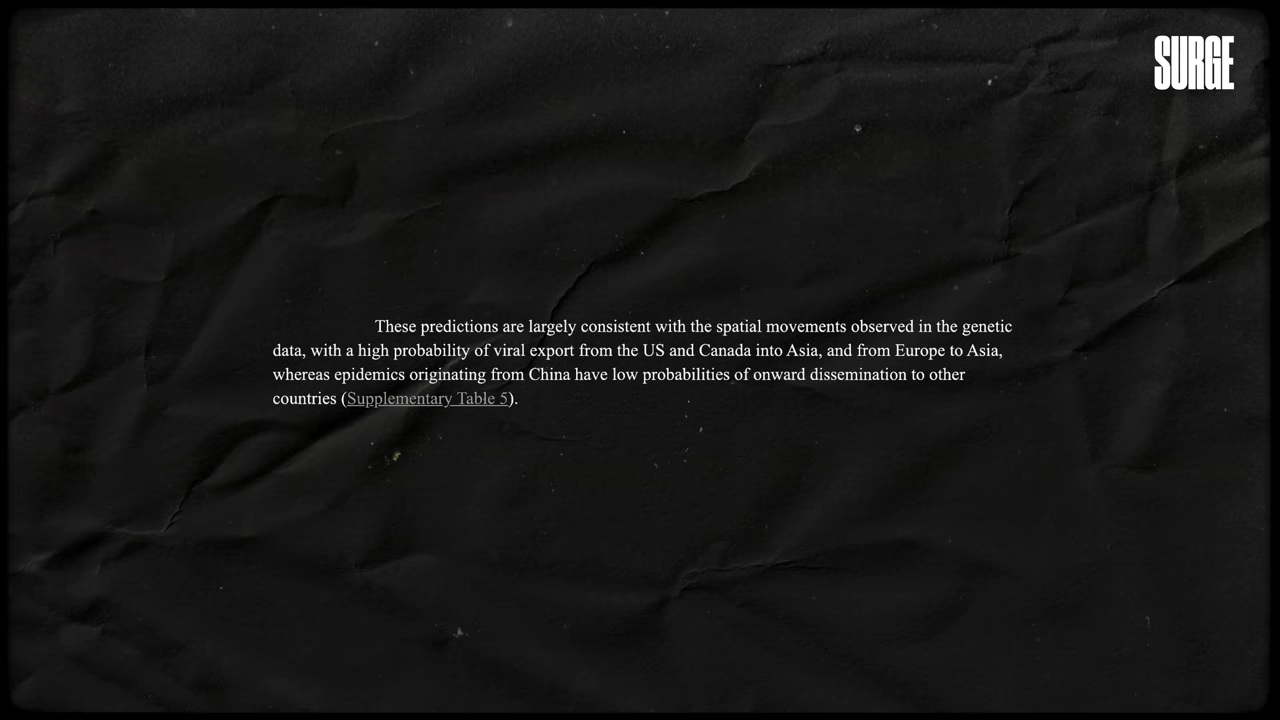 SURGE
These predictions are largely consistent with the spatial movements observed in the genetic
data, with a high probability of viral export from the US and Canada into Asia, and from Europe to Asia,
whereas epidemics originating from China have low probabilities of onward dissemination to other
countries (Supplementary Table 5).